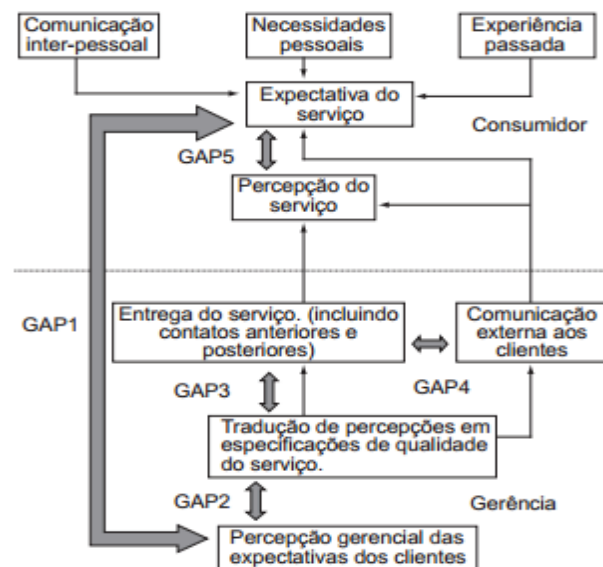 Comunicação
inter-pessoal
Necessidades
pessoais
Experiência
passada
Expectativa do
serviço
Consumidor
GAP5
Percepção do
serviço
GAP1
Entrega do serviço. (incluindo
contatos anteriores e
posteriores)
Comunicação
externa aos
clientes
GAP3
GAP4
Tradução de percepções em
especificações de qualidade
do serviço.
GAP2
Gerência
Percepção gerencial das
expectativas dos clientes